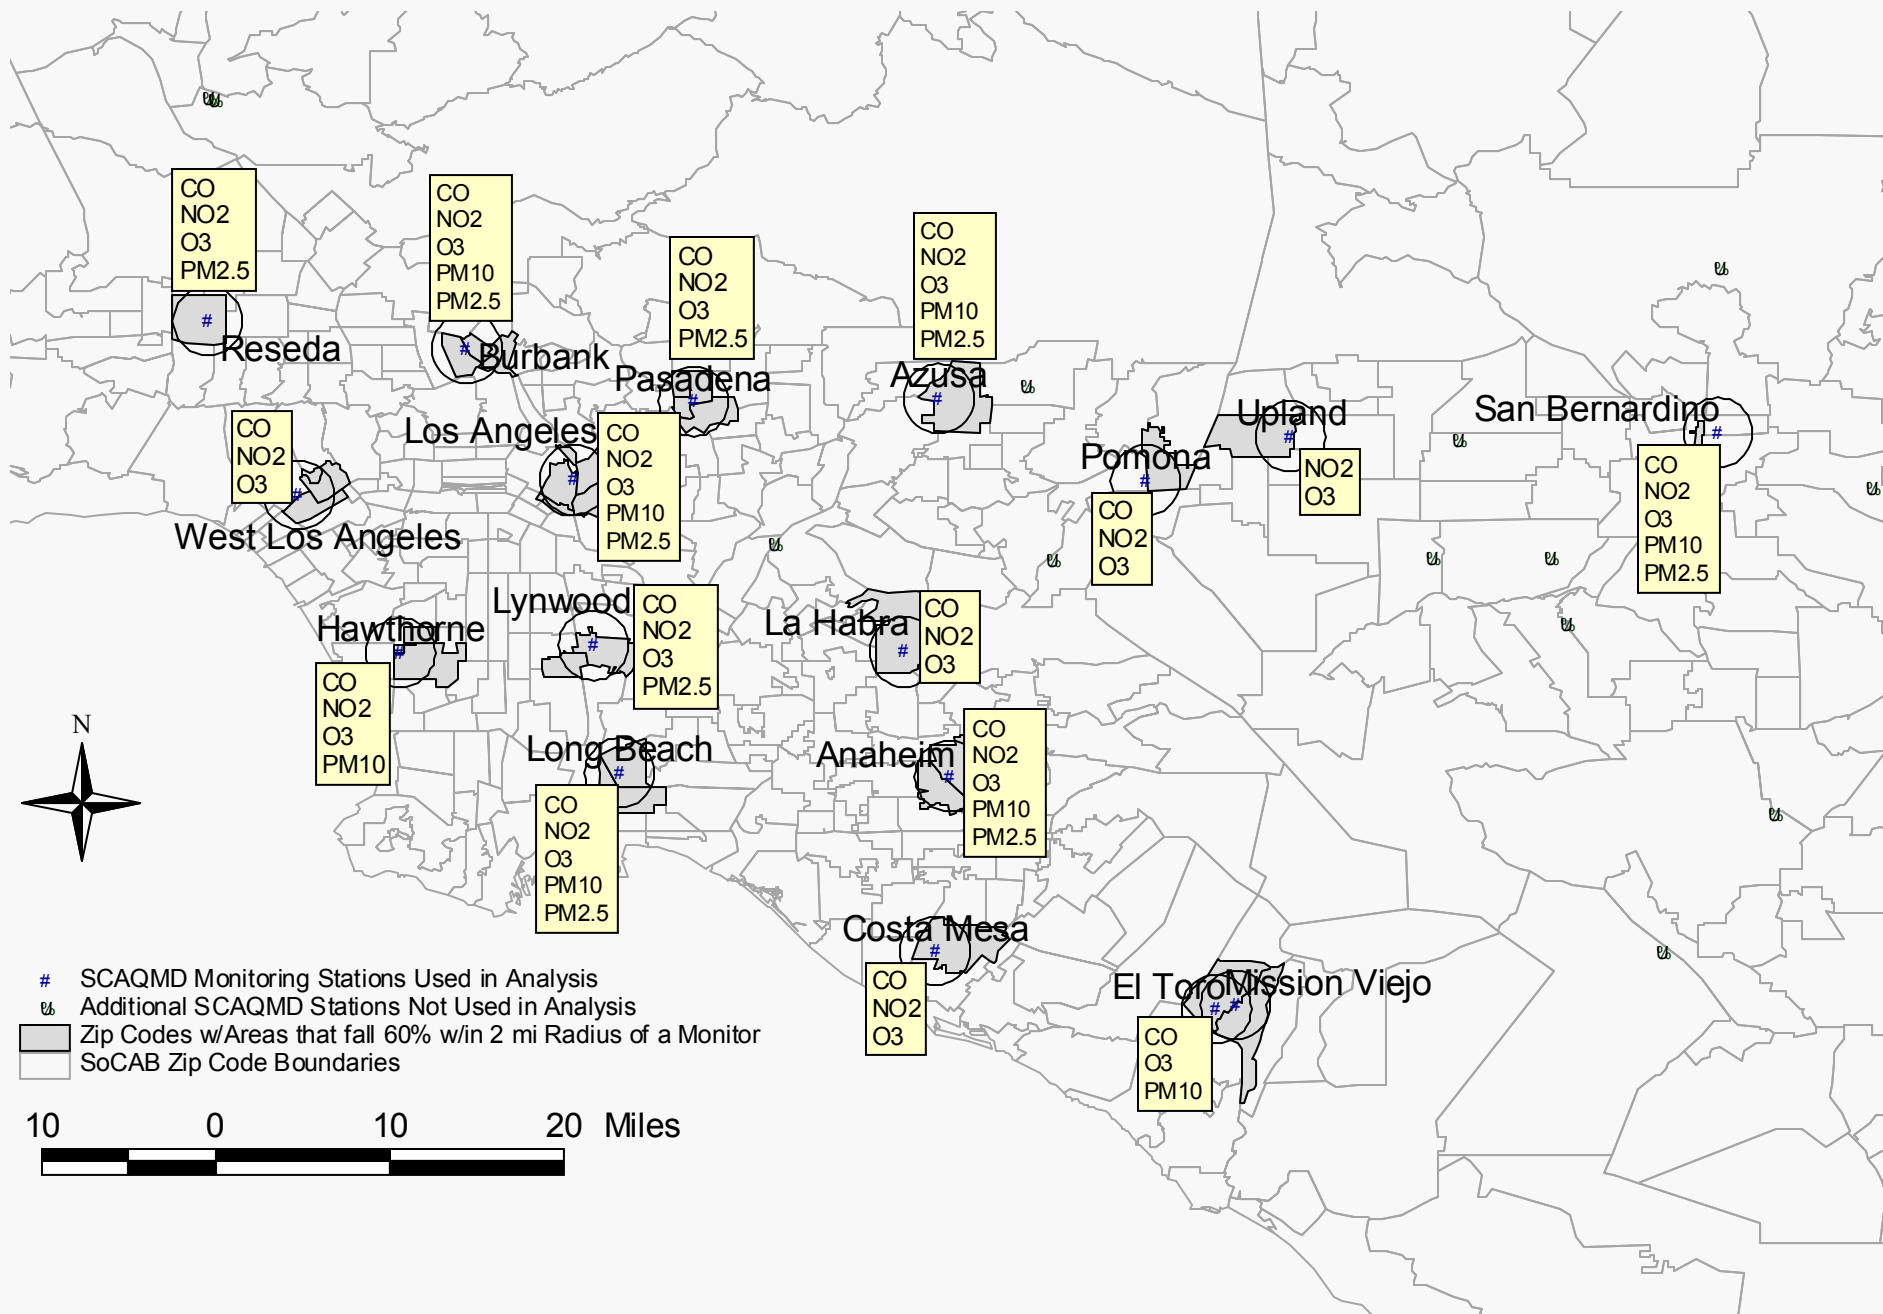 CO
NO2
O3
PM2.5
CO
NO2
O3
PM10
PM2.5
CO
NO2
O3
PM2.5
CO
NO2
O3
PM10
PM2.5
Reseda
Burbank
Pasadena
Azusa
Upland
San Bernardino
CO
NO2
O3
Los Angeles
CO
NO2
O3
PM10
PM2.5
Pomona
NO2
O3
CO
NO2
O3
PM10
PM2.5
West Los Angeles
CO
NO2
O3
Lynwood
CO
NO2
O3
PM2.5
Hawthorne
La Habra
CO
NO2
O3
CO
NO2
O3
PM10
N
Long Beach
Anaheim
CO
NO2
O3
PM10
PM2.5
CO
NO2
O3
PM10
PM2.5
Costa Mesa
CO
NO2
O3
El Toro
Mission Viejo
CO
O3
PM10
# SCAQMD Monitoring Stations Used in Analysis
Additional SCAQMD Stations Not Used in Analysis
Zip Codes w/Areas that fall 60% w/in 2 mi Radius of a Monitor
SoCAB Zip Code Boundaries
10 0 10 20 Miles